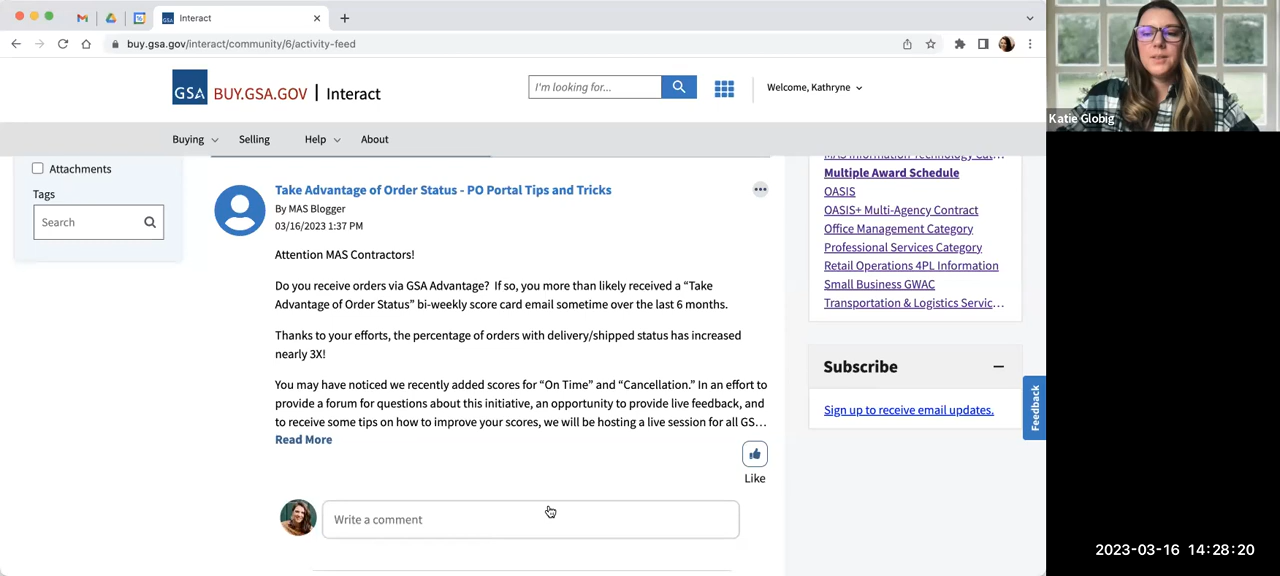 Interact
buy.gsa.gov/interact/community/6/activity-feed
GSA BUY.GSA.GOV | Interact
I'm looking for...
Welcome, Kathryne
Buying
Selling
Help
About
Attachments
Tags
Search
Take Advantage of Order Status - PO Portal Tips and Tricks
By MAS Blogger
03/16/2023 1:37 PM
Attention MAS Contractors!
Do you receive orders via GSA Advantage? If so, you more than likely received a “Take
Advantage of Order Status” bi-weekly score card email sometime over the last 6 months.
Thanks to your efforts, the percentage of orders with delivery/shipped status has increased
nearly 3X!
You may have noticed we recently added scores for “On Time” and “Cancellation.” In an effort to
provide a forum for questions about this initiative, an opportunity to provide live feedback, and
to receive some tips on how to improve your scores, we will be hosting a live session for all GS...
Read More
Like
Write a comment
MAS Information Technology Cat...
Multiple Award Schedule
OASIS
OASIS+ Multi-Agency Contract
Office Management Category
Professional Services Category
Retail Operations 4PL Information
Small Business GWAC
Transportation & Logistics Servic...
Subscribe
Sign up to receive email updates.
Feedback
Katie Globig
2023-03-16 14:28:20